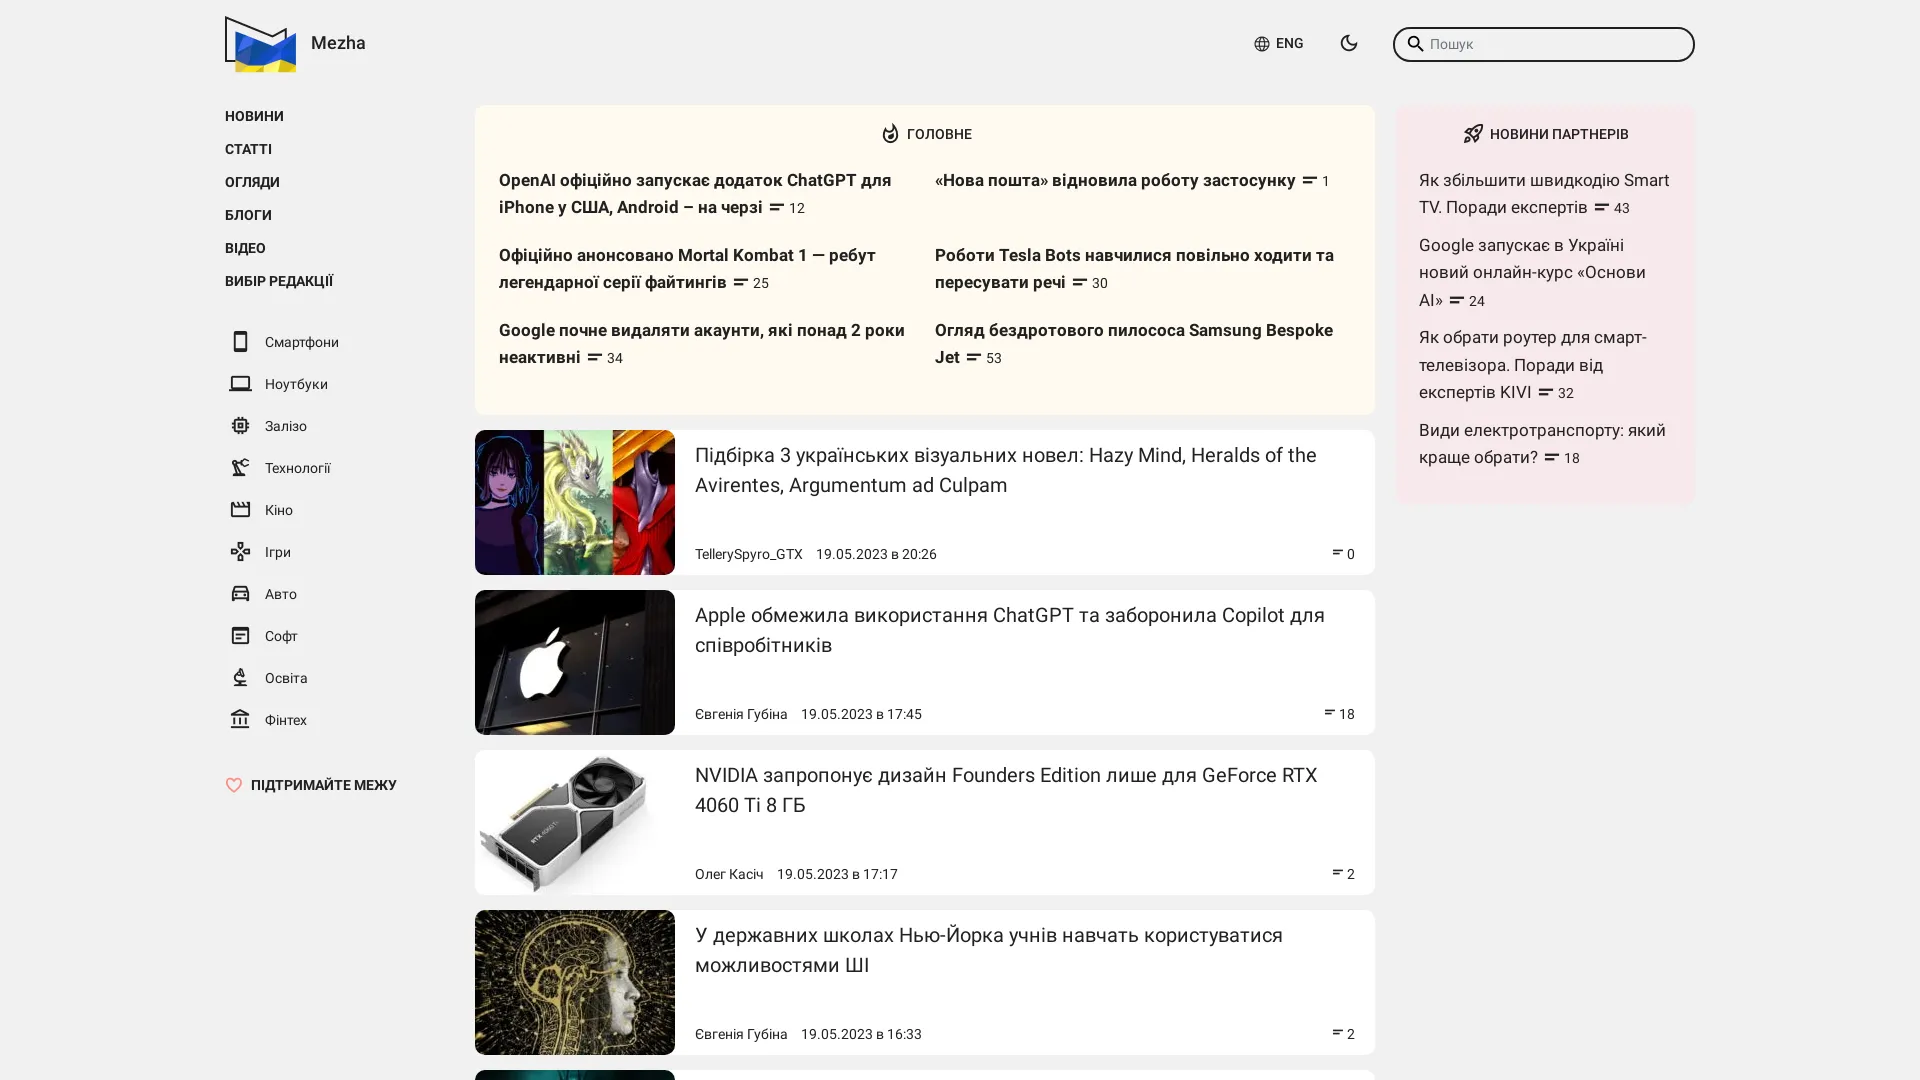 Mezha
ENG
Пошук
НОВИНИ
СТАТТІ
ОГЛЯДИ
БЛОГИ
ВІДЕО
ВИБІР РЕДАКЦІЇ
Смартфони
Ноутбуки
Залізо
Технології
Кіно
Ігри
Авто
Софт
Освіта
Фінтех
ПІДТРИМАЙТЕ МЕЖУ
ГОЛОВНЕ
OpenAI офіційно запускає додаток ChatGPT для
iPhone у США, Android – на черзі 12
«Нова пошта» відновила роботу застосунку 1
Офіційно анонсовано Mortal Kombat 1 — ребут
легендарної серії файтингів 25
Роботи Tesla Bots навчилися повільно ходити та
пересувати речі 30
Google почне видаляти акаунти, які понад 2 роки
неактивні 34
Огляд бездротового пилососа Samsung Bespoke
Jet 53
Підбірка 3 українських візуальних новел: Hazy Mind, Heralds of the
Avirentes, Argumentum ad Culpam
TellerySpyro_GTX 19.05.2023 в 20:26 0
Apple обмежила використання ChatGPT та заборонила Copilot для
співробітників
Євгенія Губіна 19.05.2023 в 17:45 18
NVIDIA запропонує дизайн Founders Edition лише для GeForce RTX
4060 Ti 8 ГБ
Олег Касіч 19.05.2023 в 17:17 2
RTX 4060 Ti
У державних школах Нью-Йорка учнів навчать користуватися
можливостями ШІ
Євгенія Губіна 19.05.2023 в 16:33 2
НОВИНИ ПАРТНЕРІВ
Як збільшити швидкодію Smart
TV. Поради експертів 43
Google запускає в Україні
новий онлайн-курс «Основи
AI» 24
Як обрати роутер для смарт-
телевізора. Поради від
експертів KIVI 32
Види електротранспорту: який
краще обрати? 18